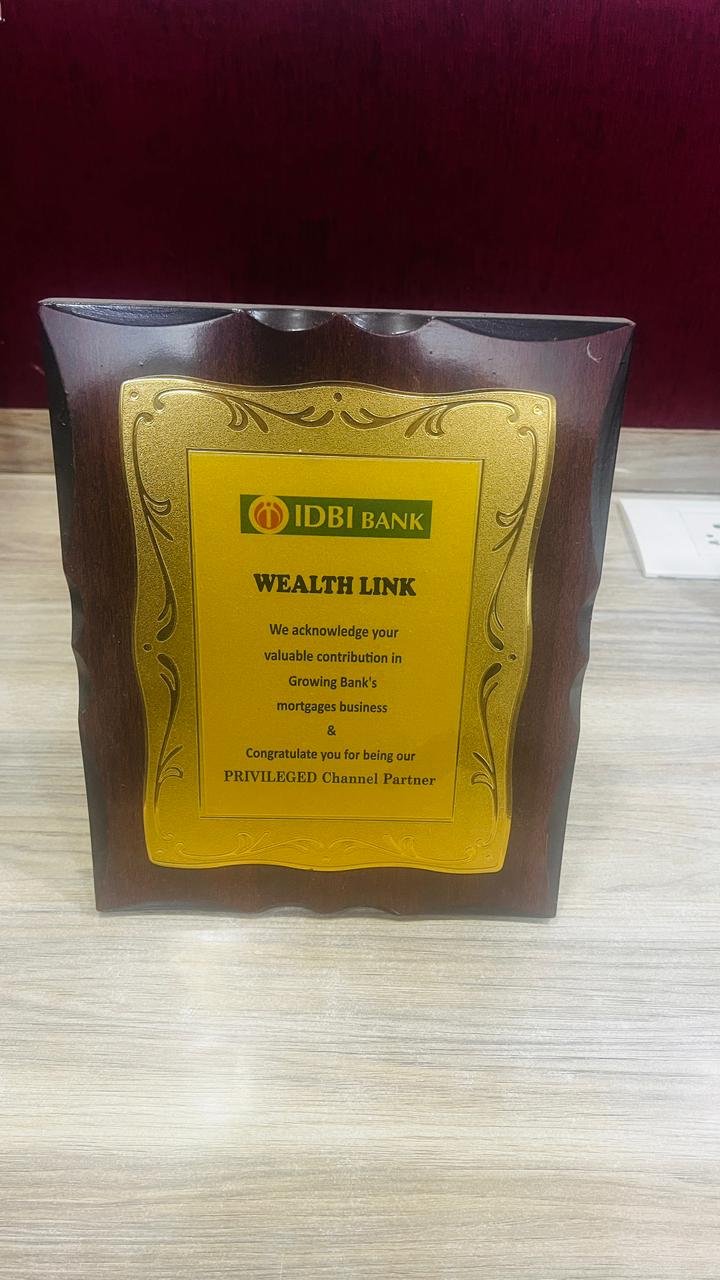 IDBI BANK
WEALTH LINK
We acknowledge your
valuable contribution in
Growing Bank's
mortgages business
&
Congratulate you for being our
PRIVILEGED Channel Partner